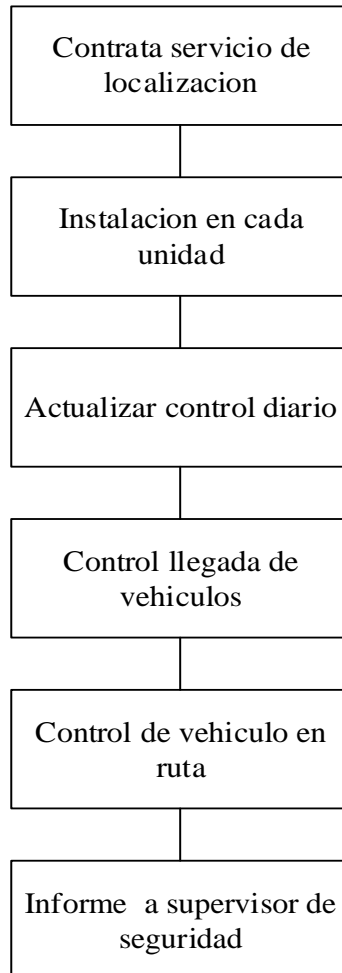 Contrata servicio de
localizacion
Instalacion en cada
unidad
Actualizar control diario
Control llegada de
vehiculos
Control de vehiculo en
ruta
Informe a supervisor de
seguridad